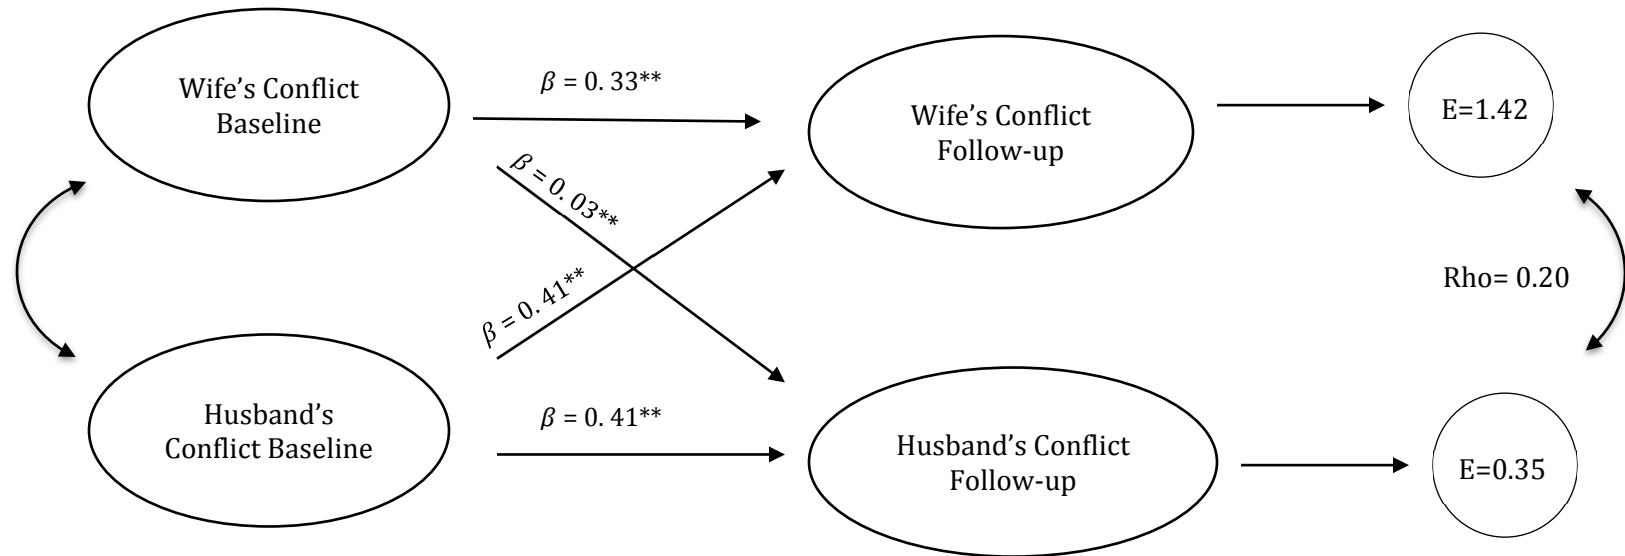 Wife’s Conflict
Baseline
β = 0. 33**
Wife’s Conflict
Follow-up
E=1.42
β = 0. 03**
β = 0. 41**
Rho= 0.20
Husband’s
Conflict Baseline
β = 0. 41**
Husband’s Conflict
Follow-up
E=0.35